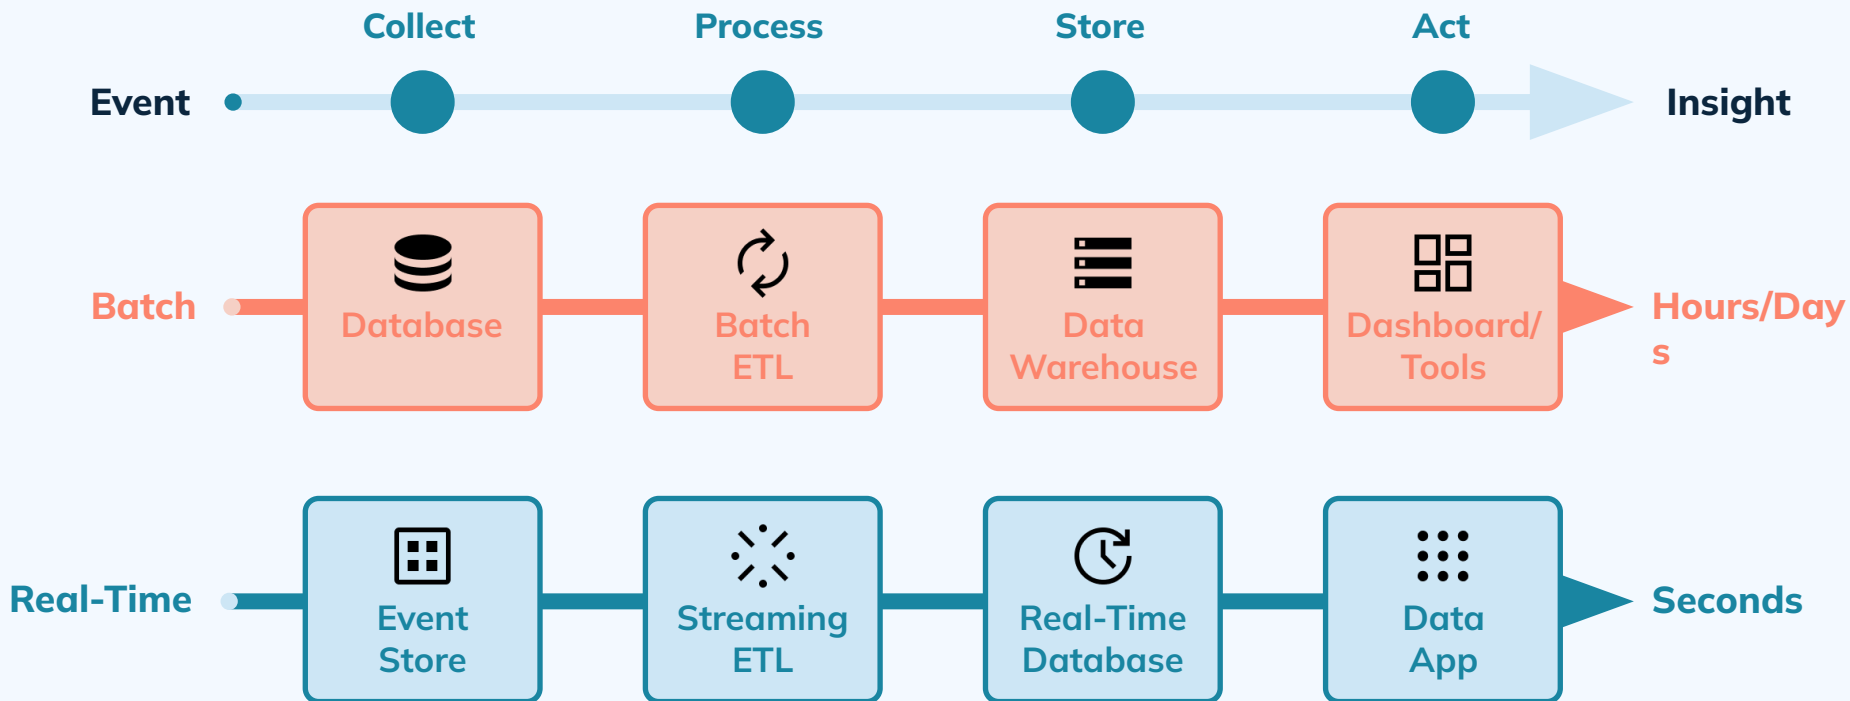 Collect
Process
Store
Act
Event
Insight
Batch
Database
Batch
ETL
Data
Warehouse
Dashboard/
Tools
Hours/Day
s
Real-Time
Event
Store
Streaming
ETL
Real-Time
Database
Data
App
Seconds